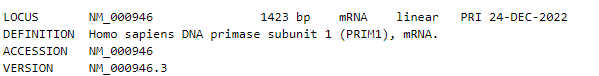 LOCUS       NM_000946               1423 bp    mRNA    linear   PRI 24-DEC-2022
DEFINITION  Homo sapiens DNA primase subunit 1 (PRIM1), mRNA.
ACCESSION   NM_000946
VERSION     NM_000946.3